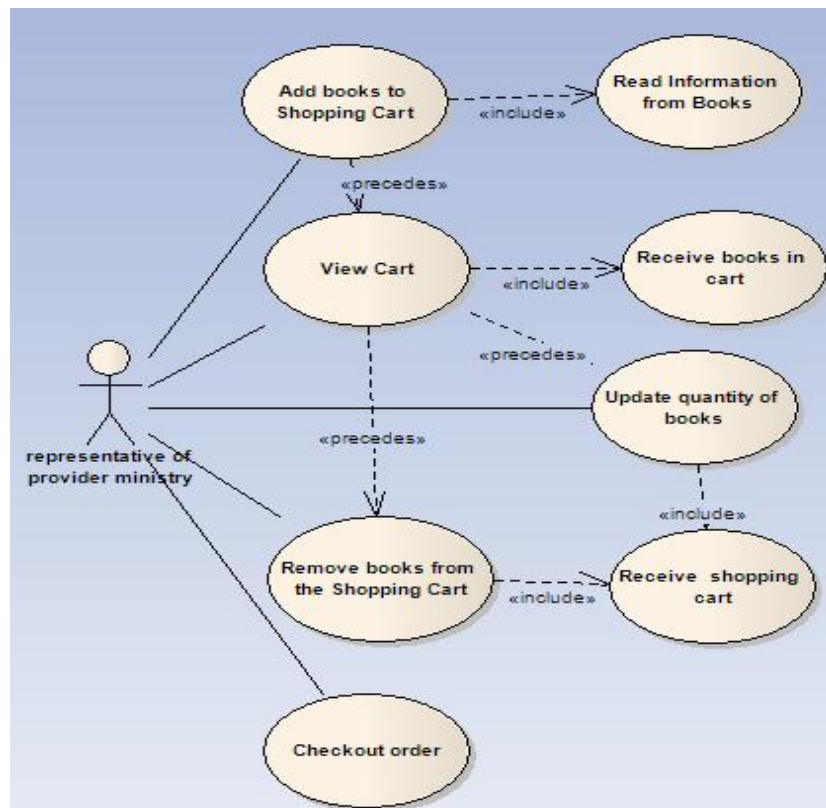 Add books to
Shopping Cart
Read Information
from Books
«include»
«precedes»
View Cart
Receive books in
cart
«include»
«precedes»
Update quantity of
books
«precedes»
representative of
provider ministry
«include»
Remove books from
the Shopping Cart
Receive shopping
cart
«include»
Checkout order